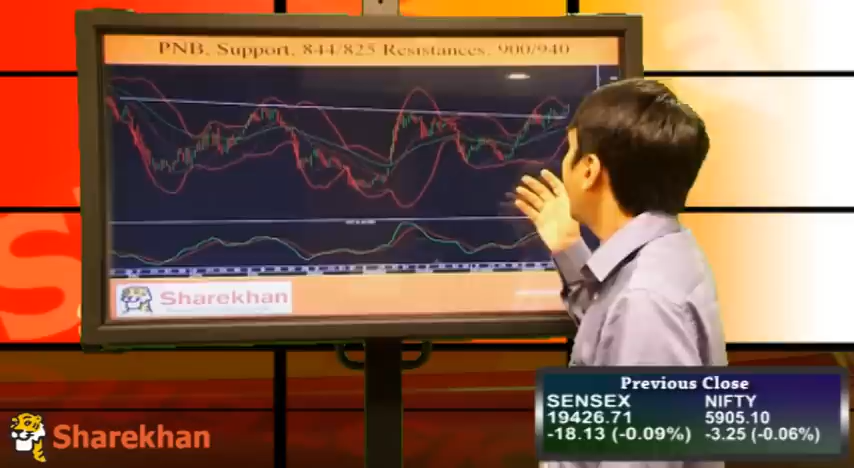 PNB, Support, 844/825 Resistances, 900/940
Sharekhan
Previous Close
SENSEX NIFTY
19426.71 5905.10
-18.13 (-0.09%) -3.25 (-0.06%)
Sharekhan